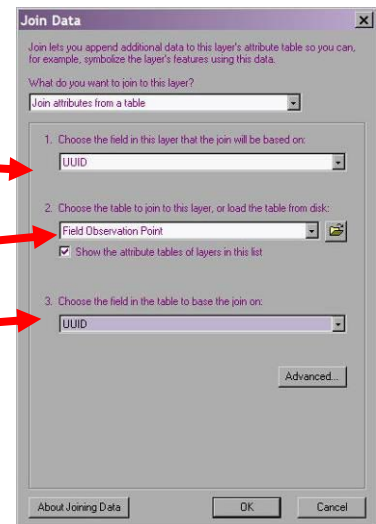 Join Data
Join lets you append additional data to this layer's attribute table so you can,
for example, symbolize the layer's features using this data.
What do you want to join to this layer?
Join attributes from a table
1. Choose the field in this layer that the join will be based on:
UUID
2. Choose the table to join to this layer, or load the table from disk:
Field Observation Point
Show the attribute tables of layers in this list
3. Choose the field in the table to base the join on:
UUID
Advanced...
About Joining Data
OK
Cancel